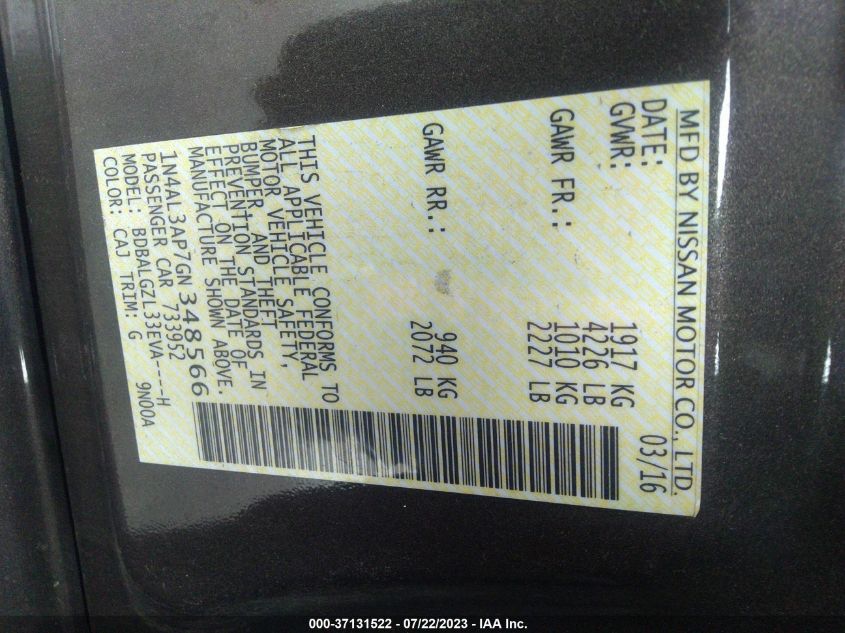 MFD BY NISSAN MOTOR CO., LTD.
DATE: 03/16
GVWR: 1917 KG
4226 LB
GAWR FR.: 1010 KG
2227 LB
GAWR RR.: 940 KG
2072 LB
THIS VEHICLE CONFORMS TO
ALL APPLICABLE FEDERAL
MOTOR VEHICLE SAFETY,
BUMPER AND THEFT
PREVENTION STANDARDS IN
EFFECT ON THE DATE OF
MANUFACTURE SHOWN ABOVE.
1N4AL3AP7GN348566
PASSENGER CAR 733952
MODEL: BDBALGZL33EVA----H
COLOR: CAJ TRIM: G 9N00A
000-37131522 - 07/22/2023 - IAA Inc.